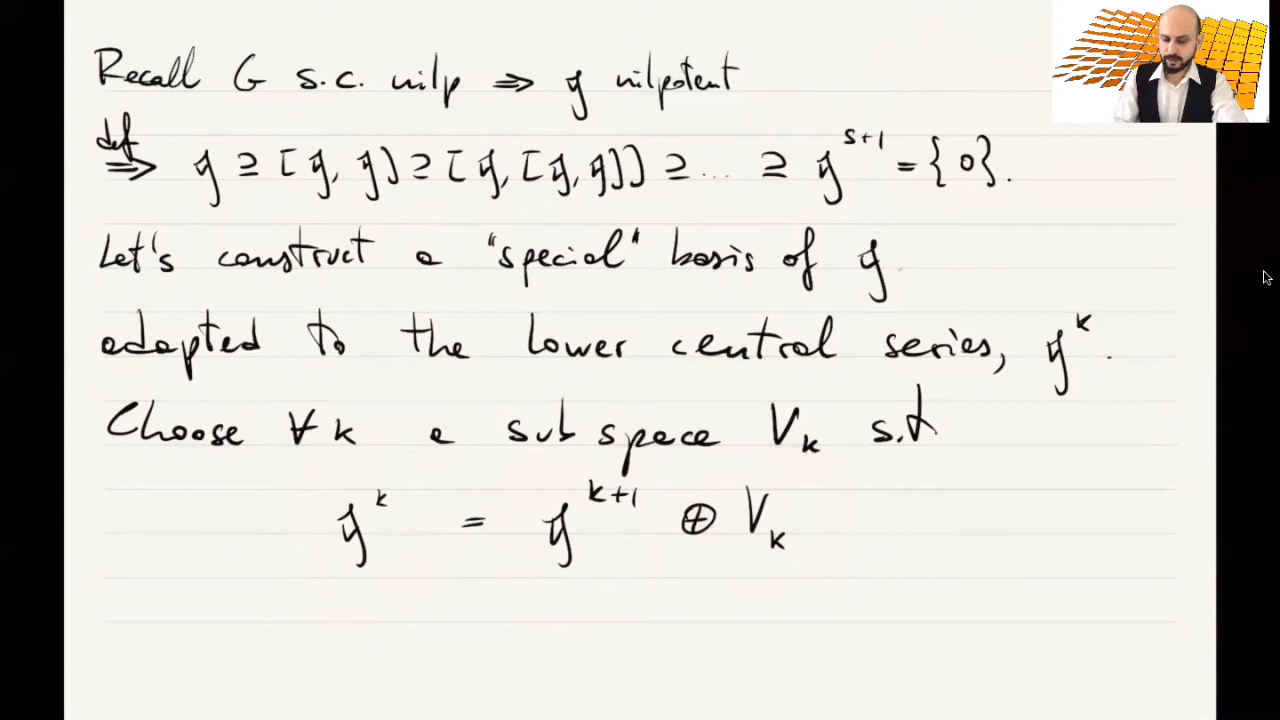 Recall G s.c. nilp ⇒ 𝔤 nilpotent
def
⇒ 𝔤 ≥ [𝔤, 𝔤] ≥ [𝔤, [𝔤, 𝔤]] ≥ ... ≥ 𝔤^{s+1} = {0}.
Let's construct a "special" basis of 𝔤
adapted to the lower central series, 𝔤^k.
Choose ∀k a subspace V_k s.t
𝔤^k = 𝔤^{k+1} ⊕ V_k